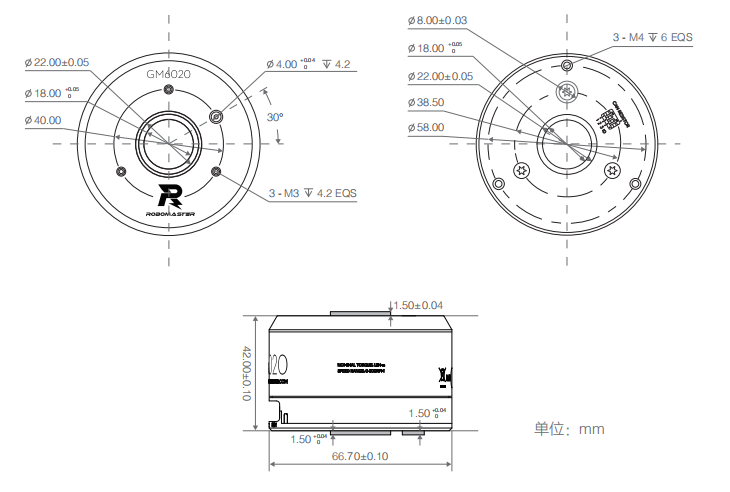 GM6020
⌀22.00±0.05
⌀18.00 +0.05 0
⌀40.00
⌀4.00 +0.04 0 ↧ 4.2
30°
3 - M3 ↧ 4.2 EQS
ROBOMASTER
⌀8.00±0.03
⌀18.00 +0.05 0
⌀22.00±0.05
⌀38.50
⌀58.00
3 - M4 ↧ 6 EQS
1.50±0.04
42.00±0.10
020
1.50 +0.04 0
1.50 +0.04 0
66.70±0.10
单位：mm